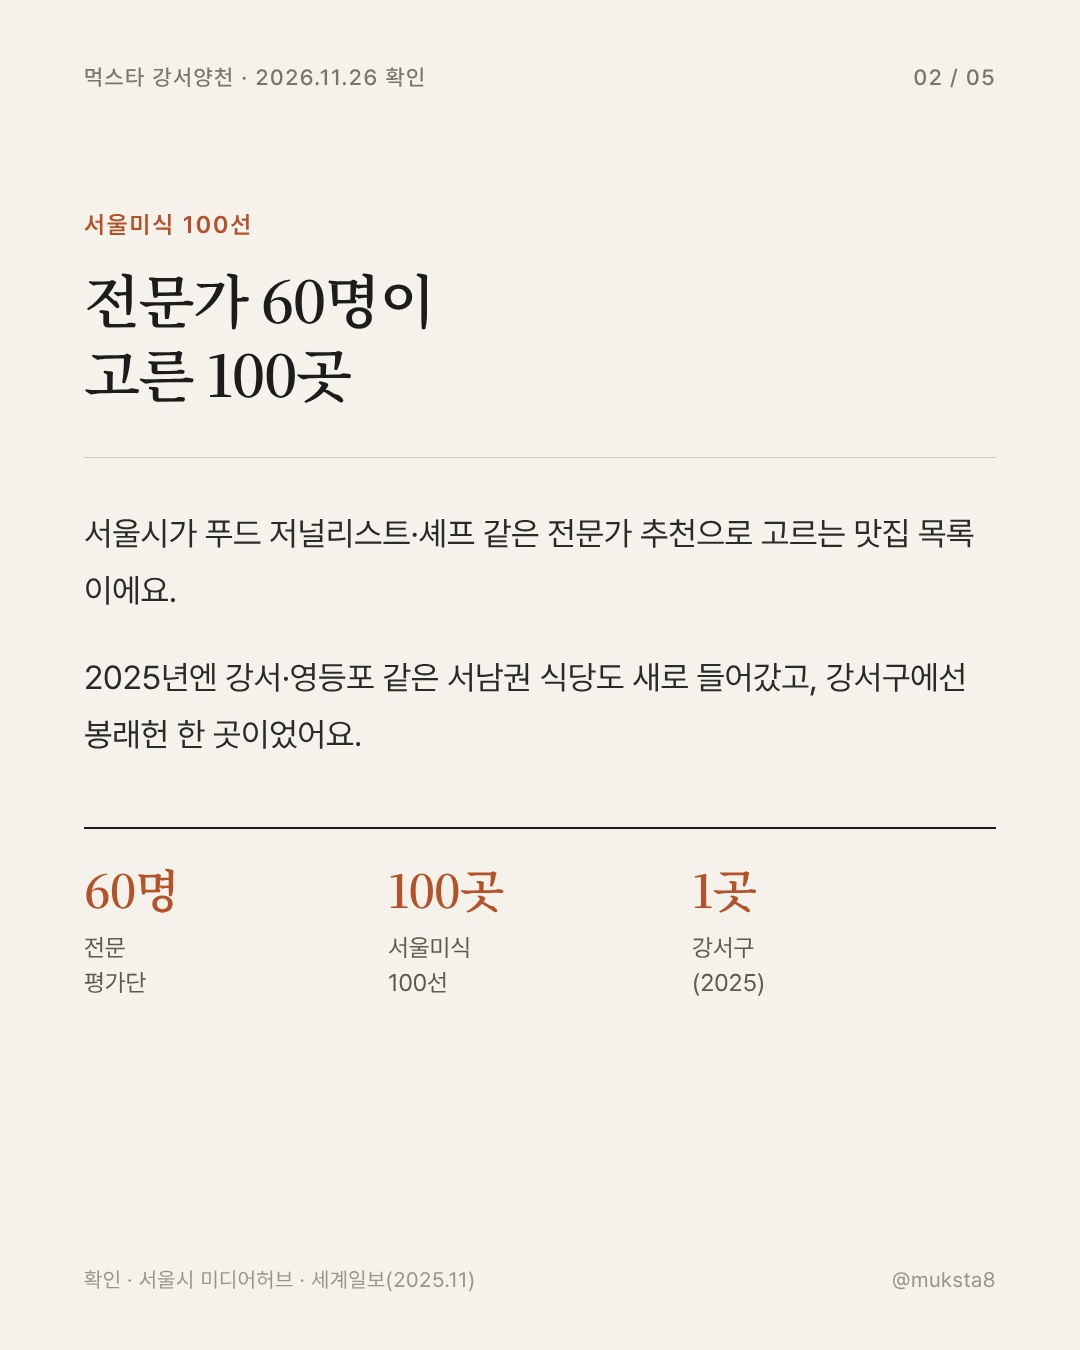 먹스타 강서양천 · 2026.11.26 확인
02 / 05
서울미식 100선
전문가 60명이
고른 100곳
서울시가 푸드 저널리스트·셰프 같은 전문가 추천으로 고르는 맛집 목록
이에요.
2025년엔 강서·영등포 같은 서남권 식당도 새로 들어갔고, 강서구에선
봉래헌 한 곳이었어요.
60명
전문
평가단
100곳
서울미식
100선
1곳
강서구
(2025)
확인 · 서울시 미디어허브 · 세계일보(2025.11)
@muksta8